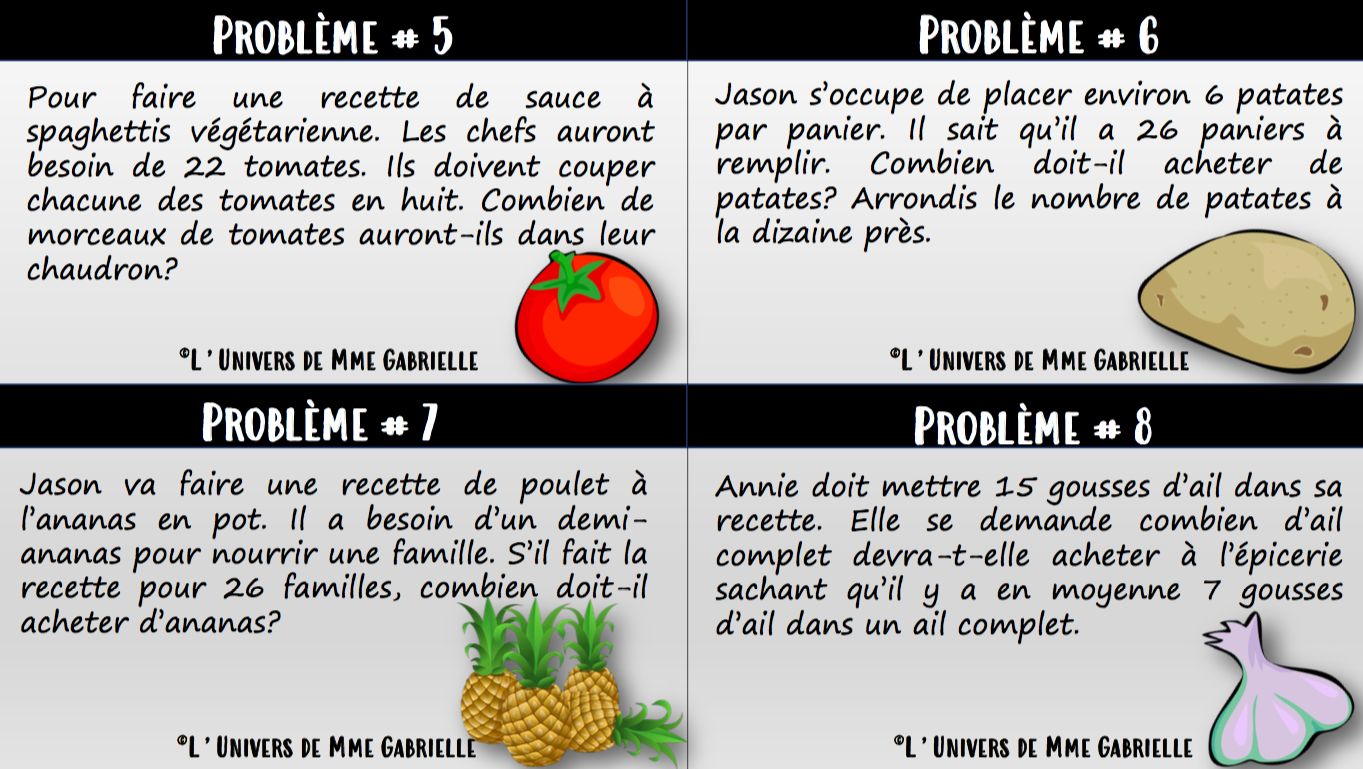 PROBLÈME # 5
Pour faire une recette de sauce à
spaghettis végétarienne. Les chefs auront
besoin de 22 tomates. Ils doivent couper
chacune des tomates en huit. Combien de
morceaux de tomates auront-ils dans leur
chaudron?
©L'UNIVERS DE MME GABRIELLE
PROBLÈME # 6
Jason s'occupe de placer environ 6 patates
par panier. Il sait qu'il a 26 paniers à
remplir. Combien doit-il acheter de
patates? Arrondis le nombre de patates à
la dizaine près.
©L'UNIVERS DE MME GABRIELLE
PROBLÈME # 7
Jason va faire une recette de poulet à
l'ananas en pot. Il a besoin d'un demi-
ananas pour nourrir une famille. S'il fait la
recette pour 26 familles, combien doit-il
acheter d'ananas?
©L'UNIVERS DE MME GABRIELLE
PROBLÈME # 8
Annie doit mettre 15 gousses d'ail dans sa
recette. Elle se demande combien d'ail
complet devra-t-elle acheter à l'épicerie
sachant qu'il y a en moyenne 7 gousses
d'ail dans un ail complet.
©L'UNIVERS DE MME GABRIELLE